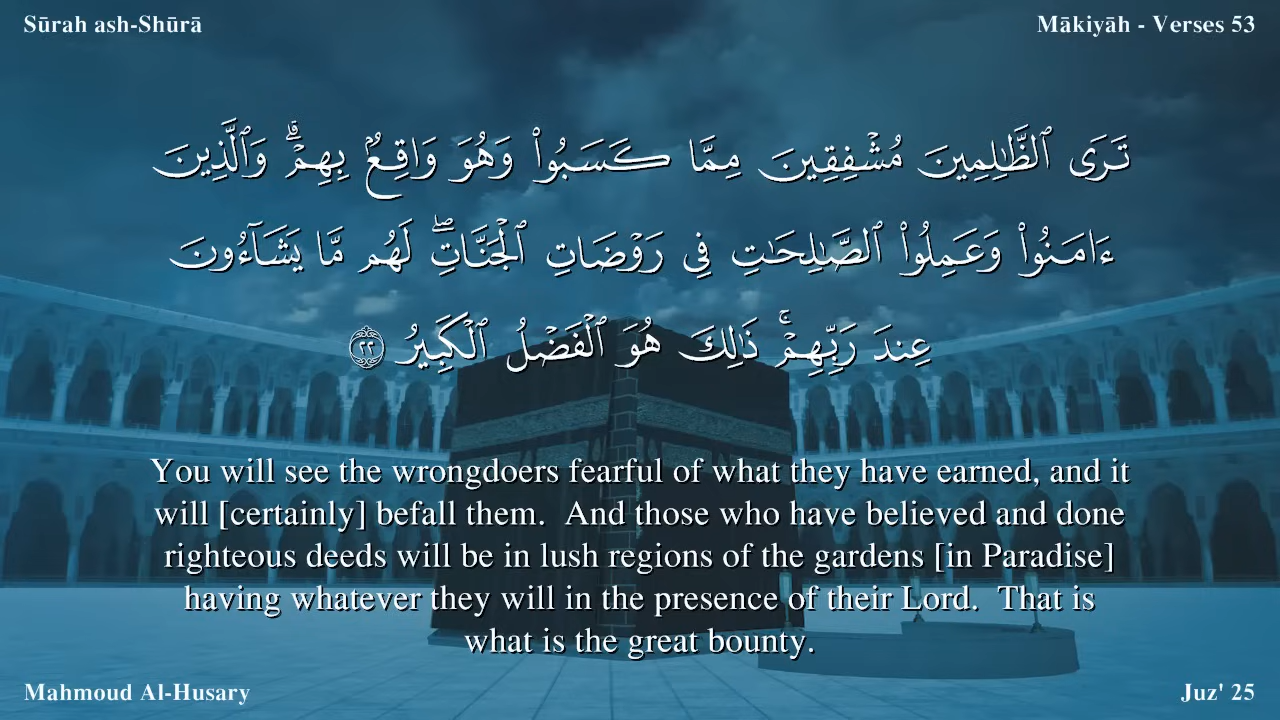 Sūrah ash-Shūrā
Mākiyāh - Verses 53
تَرَى ٱلظَّـٰلِمِينَ مُشْفِقِينَ مِمَّا كَسَبُوا۟ وَهُوَ وَاقِعٌۢ بِهِمْ ۗ وَٱلَّذِينَ
ءَامَنُوا۟ وَعَمِلُوا۟ ٱلصَّـٰلِحَـٰتِ فِى رَوْضَاتِ ٱلْجَنَّاتِ ۖ لَهُم مَّا يَشَآءُونَ
عِندَ رَبِّهِمْ ۚ ذَٰلِكَ هُوَ ٱلْفَضْلُ ٱلْكَبِيرُ ٢٢
You will see the wrongdoers fearful of what they have earned, and it
will [certainly] befall them.  And those who have believed and done
righteous deeds will be in lush regions of the gardens [in Paradise]
having whatever they will in the presence of their Lord.  That is
what is the great bounty.
Mahmoud Al-Husary
Juz' 25